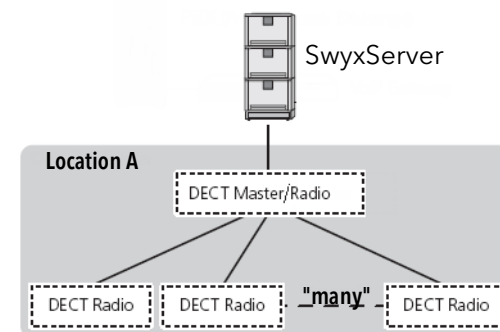 SwyxServer
Location A
DECT Master/Radio
"many"
DECT Radio
DECT Radio
DECT Radio